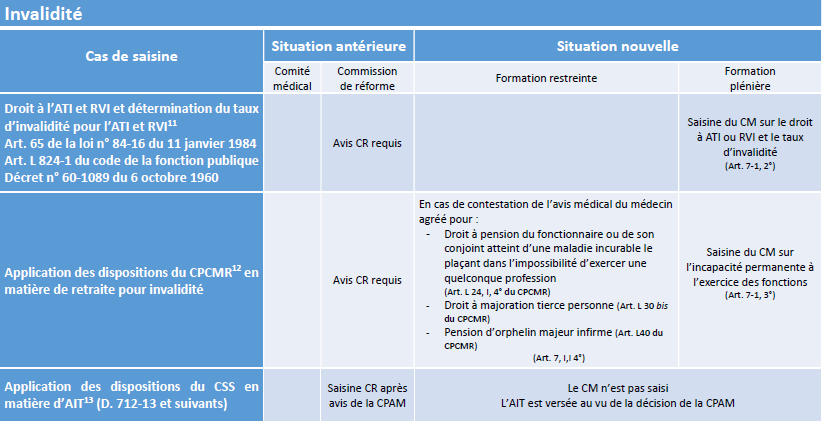 Invalidité
Cas de saisine
Situation antérieure
Situation nouvelle
Comité
médical
Commission
de réforme
Formation restreinte
Formation
plénière
Droit à l'ATI et RVI et détermination du taux
d'invalidité pour l'ATI et RVI11
Art. 65 de la loi n° 84-16 du 11 janvier 1984
Art. L 824-1 du code de la fonction publique
Décret n° 60-1089 du 6 octobre 1960
Avis CR requis
Saisine du CM sur le droit
à ATI ou RVI et le taux
d'invalidité
(Art. 7-1, 2°)
Application des dispositions du CPCMR12 en
matière de retraite pour invalidité
Avis CR requis
En cas de contestation de l'avis médical du médecin
agréé pour :
- Droit à pension du fonctionnaire ou de son
conjoint atteint d'une maladie incurable le
plaçant dans l'impossibilité d'exercer une
quelconque profession
(Art. L 24, I, 4° du CPCMR)
- Droit à majoration tierce personne (Art. L 30 bis
du CPCMR)
- Pension d'orphelin majeur infirme (Art. L40 du
CPCMR)
(Art. 7, I,I 4°)
Saisine du CM sur
l'incapacité permanente à
l'exercice des fonctions
(Art. 7-1, 3°)
Application des dispositions du CSS en
matière d'AIT13 (D. 712-13 et suivants)
Saisine CR après
avis de la CPAM
Le CM n'est pas saisi
L'AIT est versée au vu de la décision de la CPAM